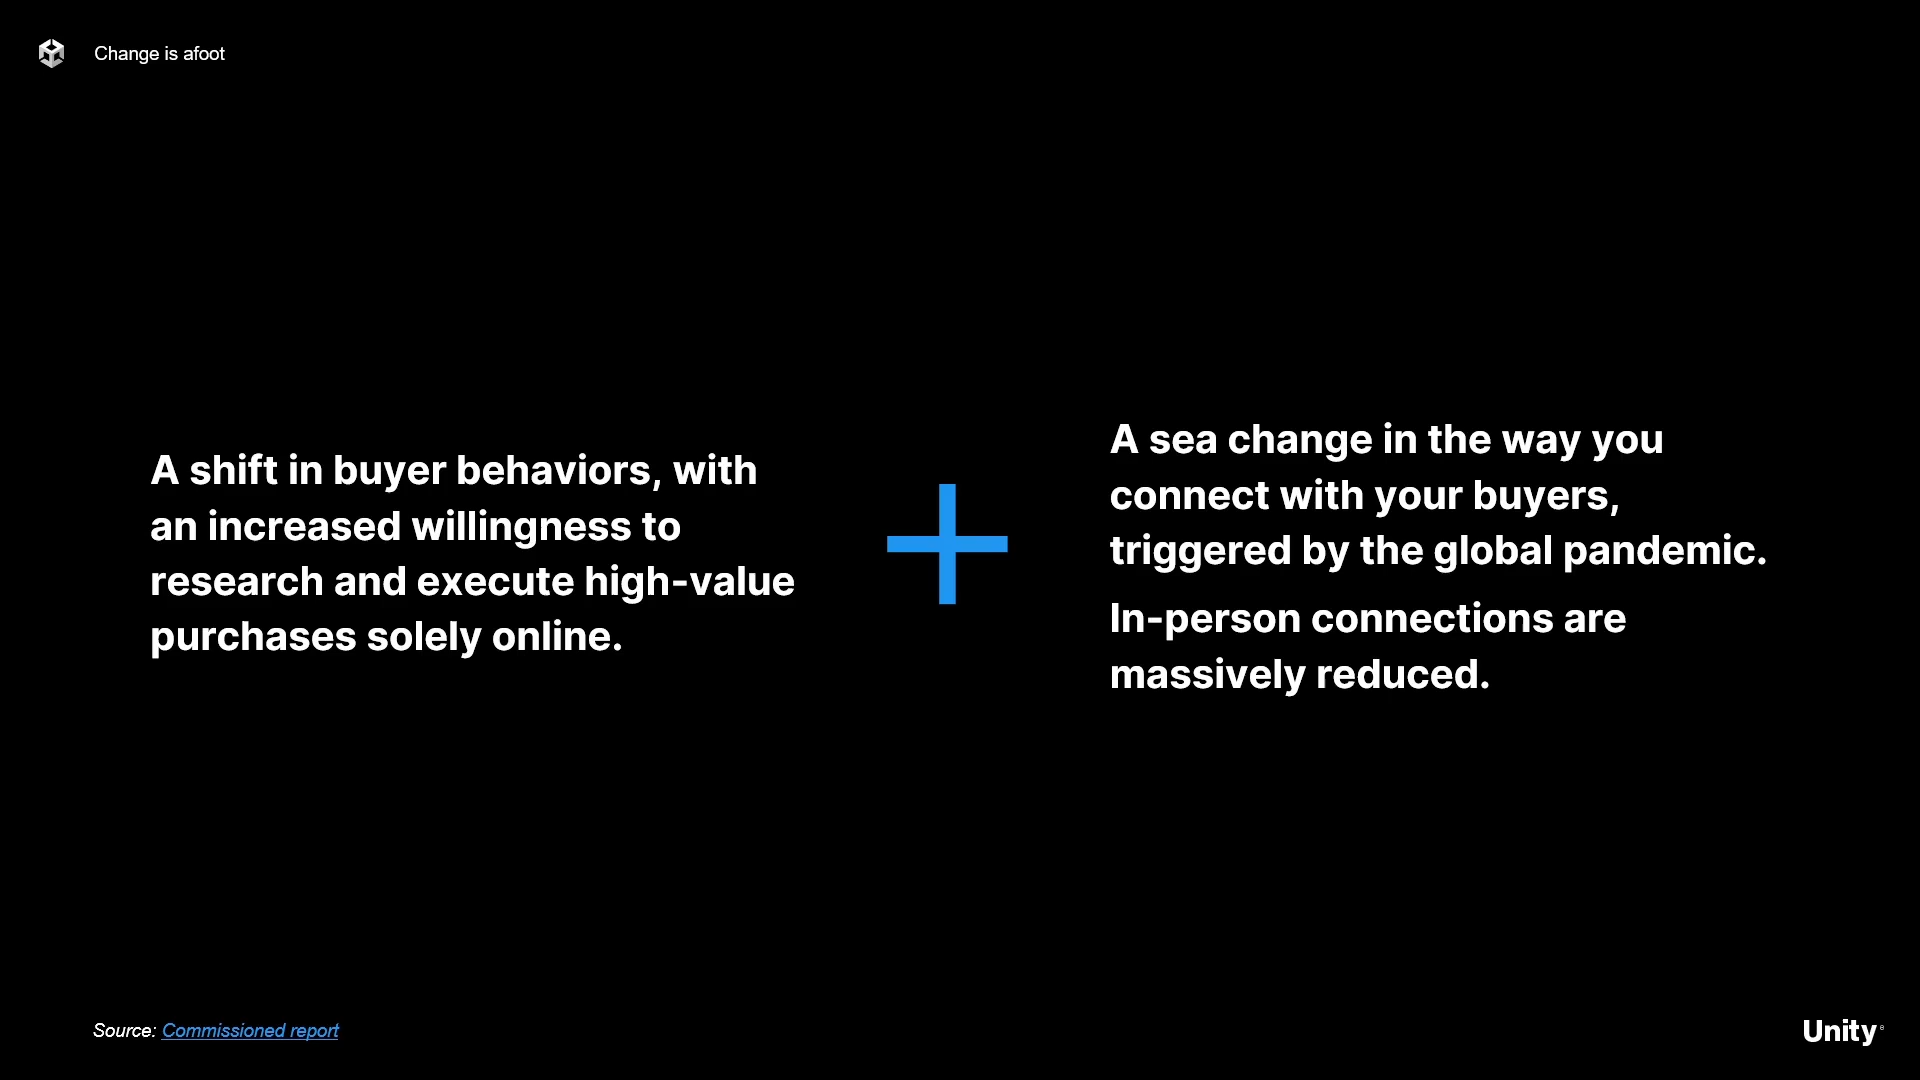 Change is afoot
A shift in buyer behaviors, with
an increased willingness to
research and execute high-value
purchases solely online.
A sea change in the way you
connect with your buyers,
triggered by the global pandemic.
In-person connections are
massively reduced.
Source: Commissioned report
Unity®